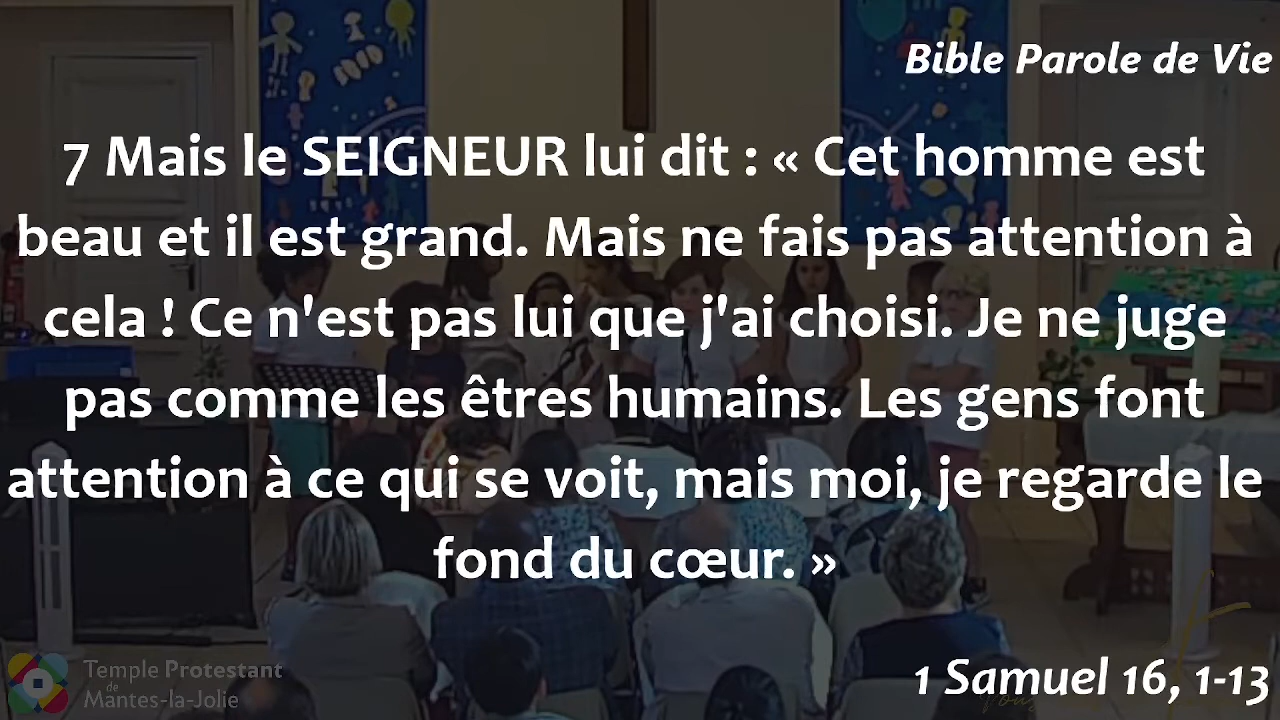 Bible Parole de Vie
7 Mais le SEIGNEUR lui dit : « Cet homme est
beau et il est grand. Mais ne fais pas attention à
cela ! Ce n'est pas lui que j'ai choisi. Je ne juge
pas comme les êtres humains. Les gens font
attention à ce qui se voit, mais moi, je regarde le
fond du cœur. »
Temple Protestant
de
Mantes-la-Jolie
1 Samuel 16, 1-13